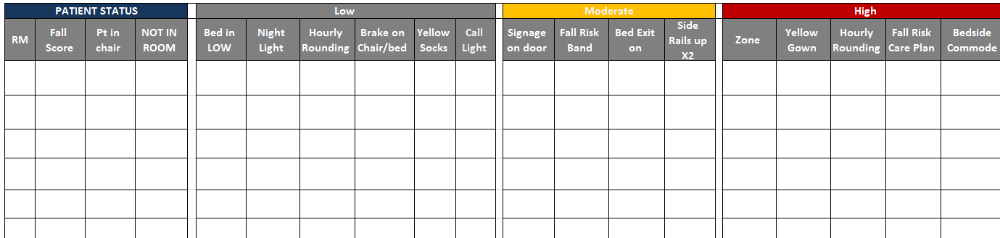 PATIENT STATUS
Low
Moderate
High
RM
Fall
Score
Pt in
chair
NOT IN
ROOM
Bed in
LOW
Night
Light
Hourly
Rounding
Brake on
Chair/bed
Yellow
Socks
Call
Light
Signage
on door
Fall Risk
Band
Bed Exit
on
Side
Rails up
X2
Zone
Yellow
Gown
Hourly
Rounding
Fall Risk
Care Plan
Bedside
Commode